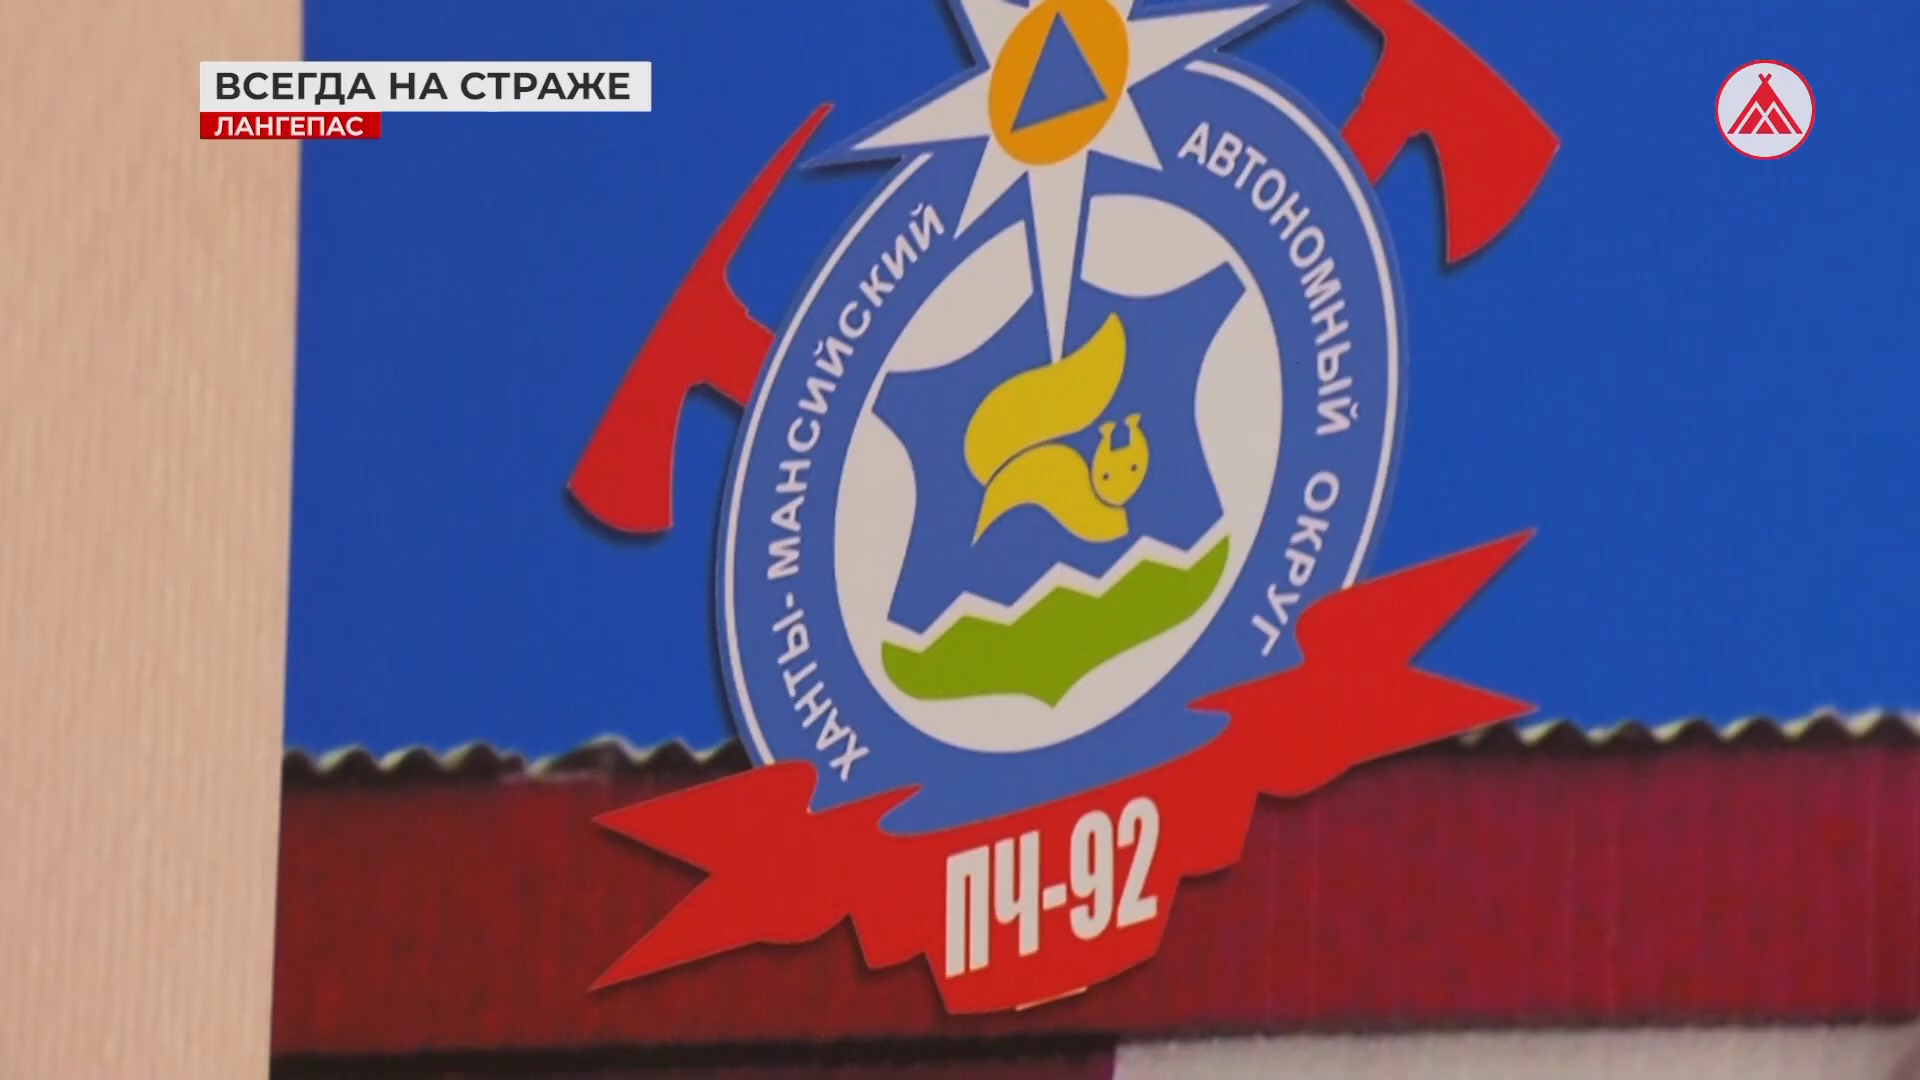 ВСЕГДА НА СТРАЖЕ
ЛАНГЕПАС
ХАНТЫ-МАНСИЙСКИЙ
АВТОНОМНЫЙ ОКРУГ
ПЧ-92